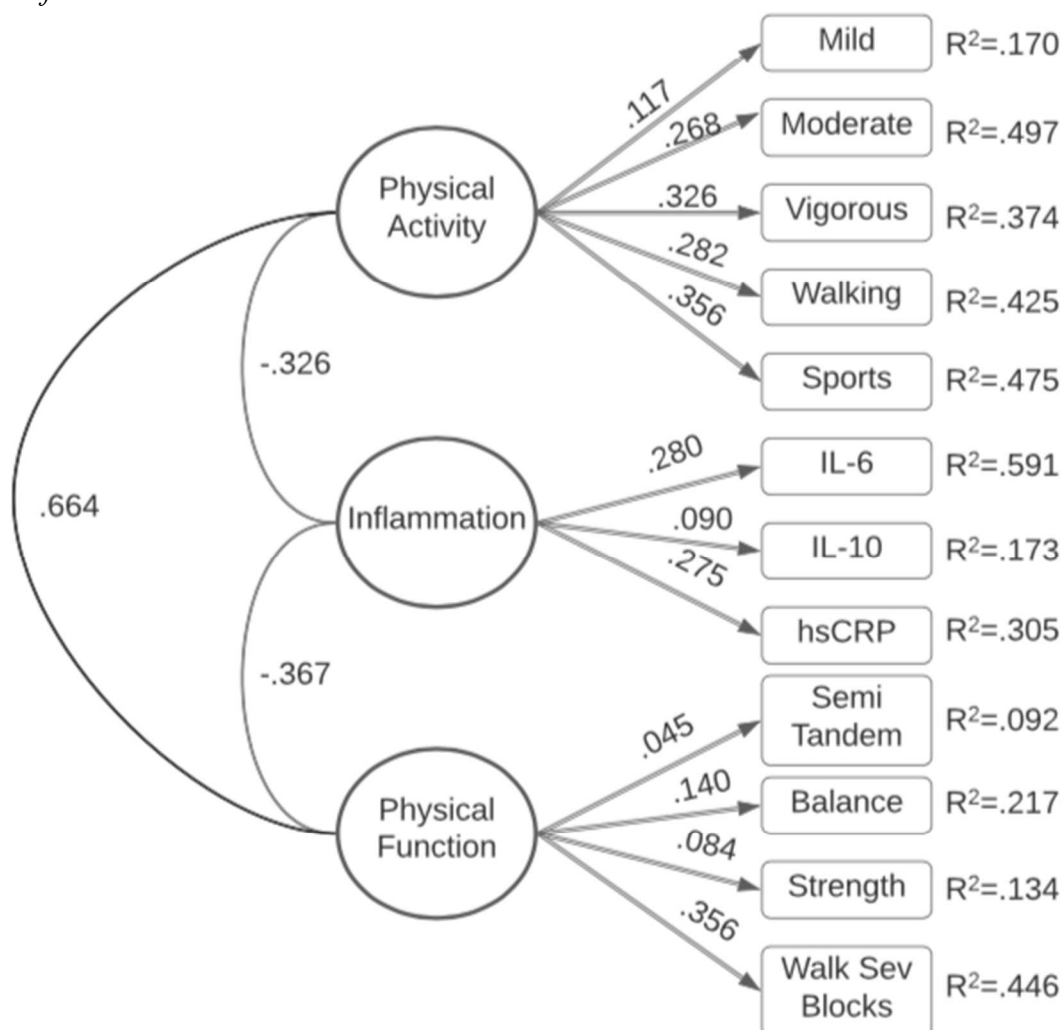 Mild R²=.170
.117
Moderate R²=.497
.268
Physical
Activity
.326
Vigorous R²=.374
.282
Walking R²=.425
.356
Sports R²=.475
-.326
.280
IL-6 R²=.591
.664
Inflammation
.090
IL-10 R²=.173
.275
hsCRP R²=.305
-.367
Semi
Tandem R²=.092
.045
.140
Balance R²=.217
Physical
Function
.084
Strength R²=.134
.356
Walk Sev
Blocks R²=.446